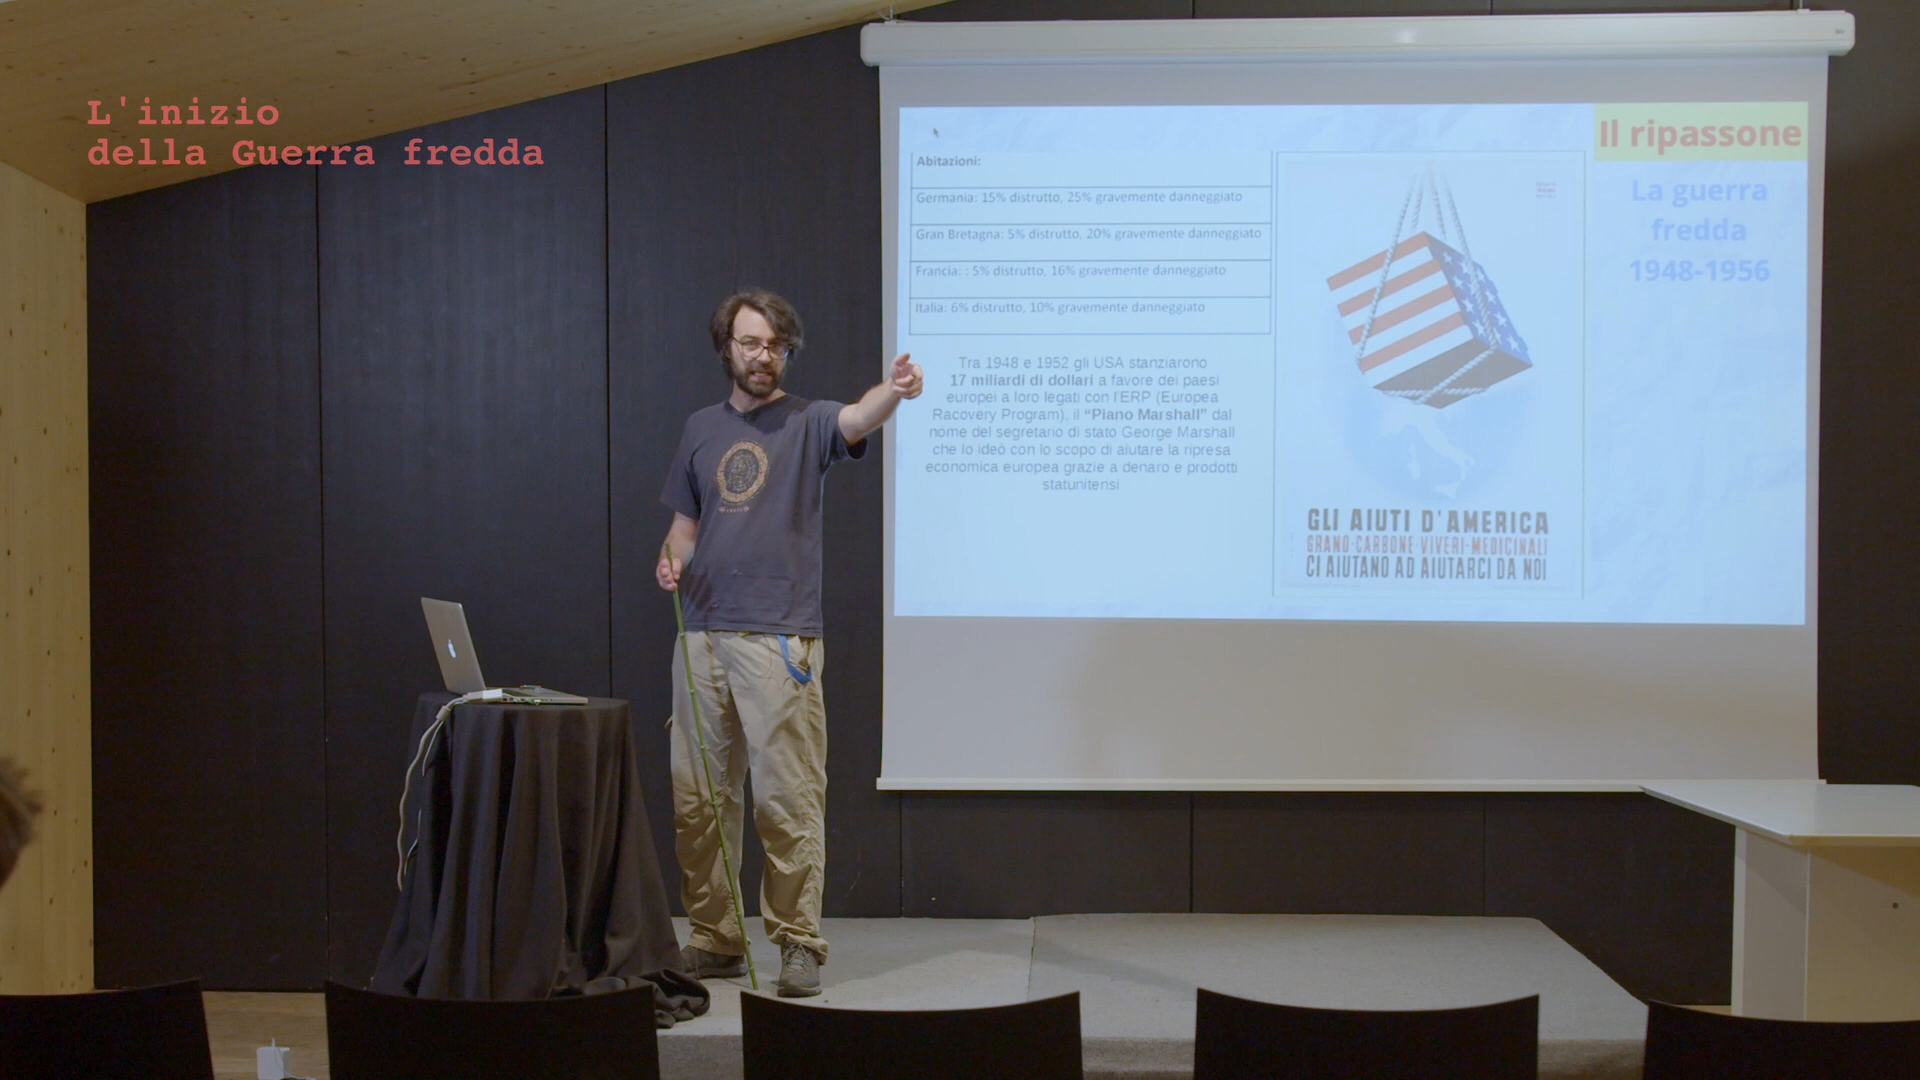 L'inizio
della Guerra fredda
Abitazioni:
Germania: 15% distrutto, 25% gravemente danneggiato
Gran Bretagna: 5% distrutto, 20% gravemente danneggiato
Francia: : 5% distrutto, 16% gravemente danneggiato
Italia: 6% distrutto, 10% gravemente danneggiato
Tra 1948 e 1952 gli USA stanziarono
17 miliardi di dollari a favore dei paesi
europei a loro legati con l'ERP (Europea
Racovery Program), il “Piano Marshall” dal
nome del segretario di stato George Marshall
che lo ideò con lo scopo di aiutare la ripresa
economica europea grazie a denaro e prodotti
statunitensi
GLI AIUTI D'AMERICA
GRANO-CARBONE-VIVERI-MEDICINALI
CI AIUTANO AD AIUTARCI DA NOI
Il ripassone
La guerra
fredda
1948-1956